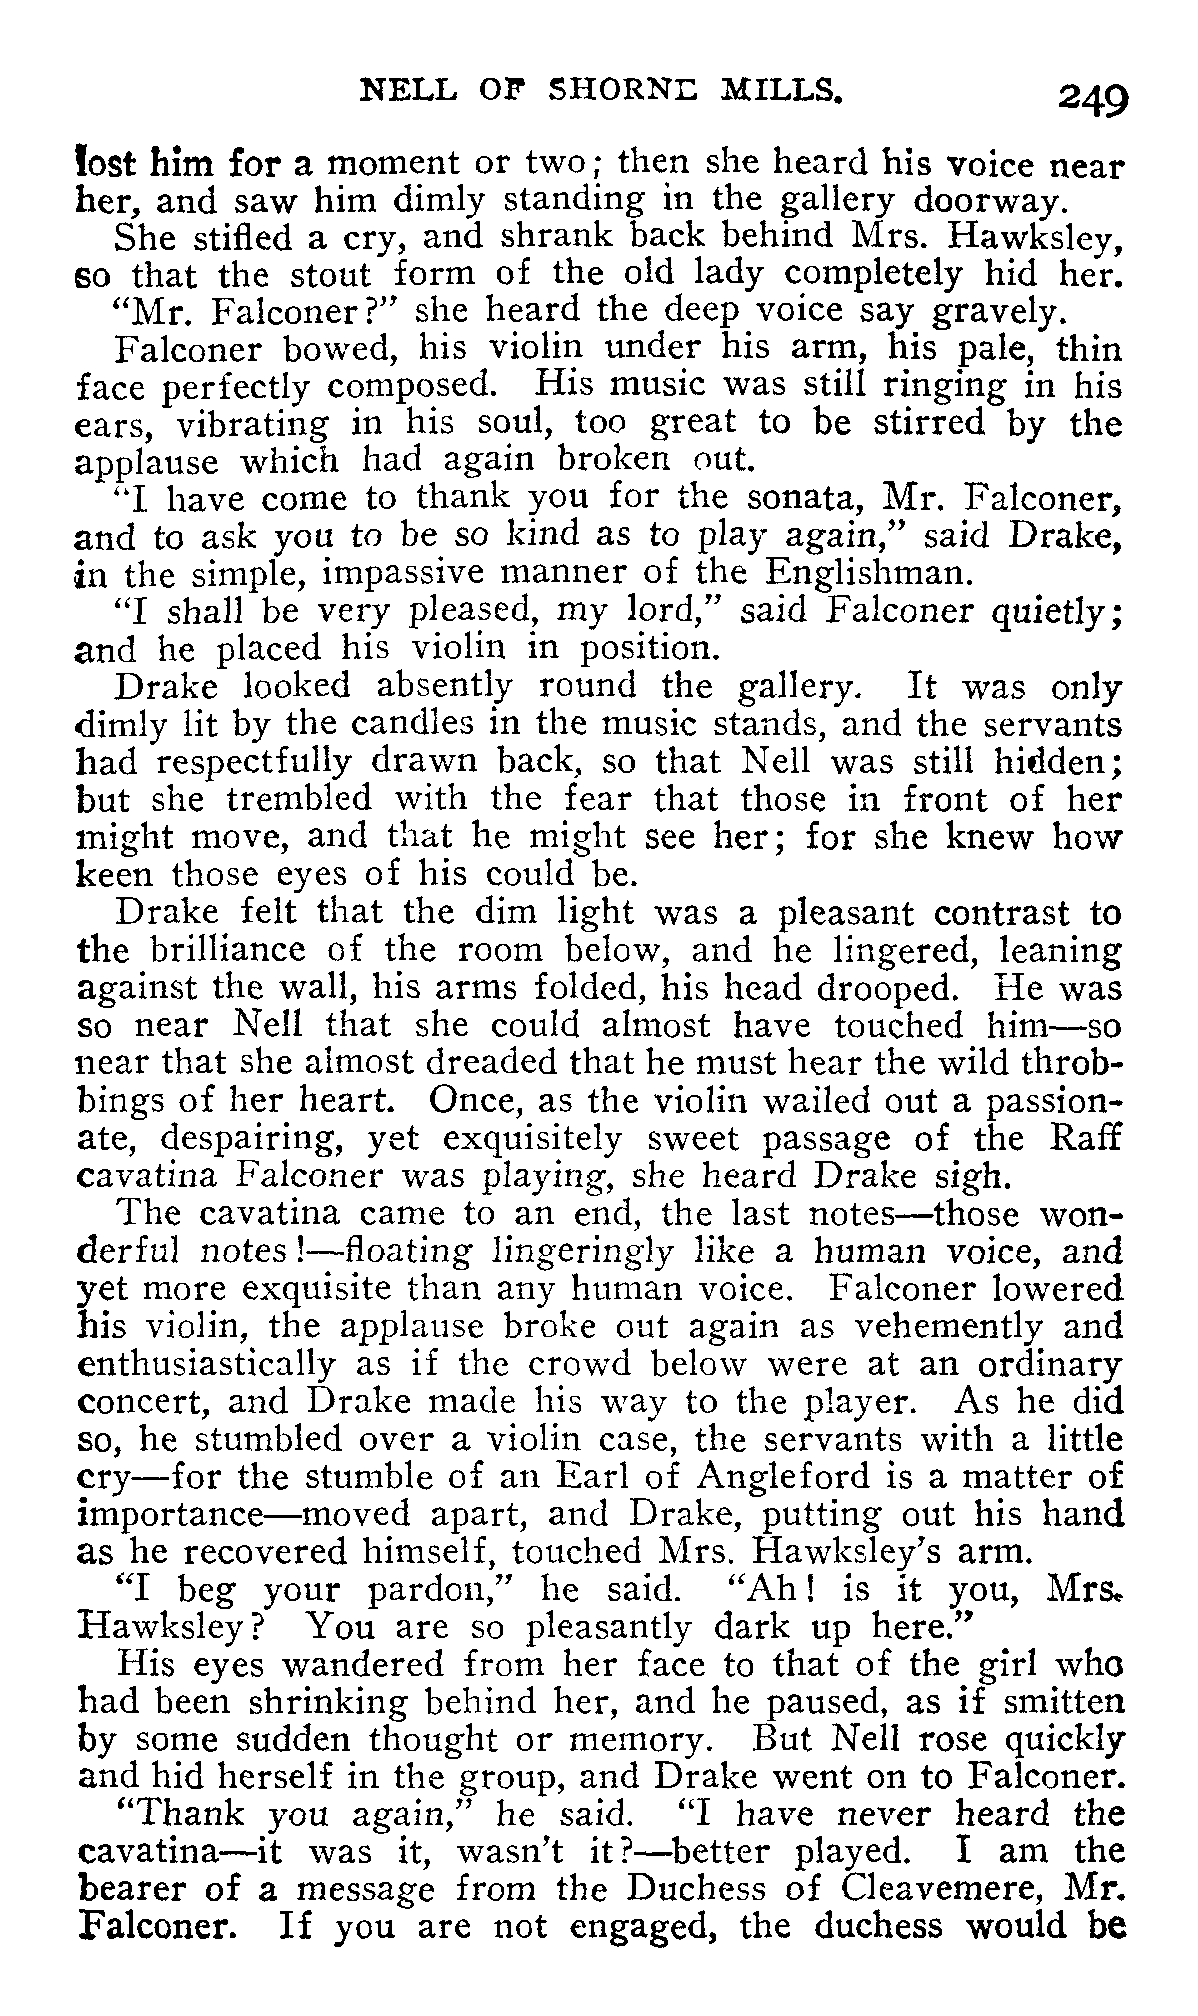 NELL OF SHORNE MILLS. 249
lost him for a moment or two; then she heard his voice near
her, and saw him dimly standing in the gallery doorway.
She stifled a cry, and shrank back behind Mrs. Hawksley,
so that the stout form of the old lady completely hid her.
“Mr. Falconer?” she heard the deep voice say gravely.
Falconer bowed, his violin under his arm, his pale, thin
face perfectly composed. His music was still ringing in his
ears, vibrating in his soul, too great to be stirred by the
applause which had again broken out.
“I have come to thank you for the sonata, Mr. Falconer,
and to ask you to be so kind as to play again,” said Drake,
in the simple, impassive manner of the Englishman.
“I shall be very pleased, my lord,” said Falconer quietly;
and he placed his violin in position.
Drake looked absently round the gallery. It was only
dimly lit by the candles in the music stands, and the servants
had respectfully drawn back, so that Nell was still hidden;
but she trembled with the fear that those in front of her
might move, and that he might see her; for she knew how
keen those eyes of his could be.
Drake felt that the dim light was a pleasant contrast to
the brilliance of the room below, and he lingered, leaning
against the wall, his arms folded, his head drooped. He was
so near Nell that she could almost have touched him—so
near that she almost dreaded that he must hear the wild throb-
bings of her heart. Once, as the violin wailed out a passion-
ate, despairing, yet exquisitely sweet passage of the Raff
cavatina Falconer was playing, she heard Drake sigh.
The cavatina came to an end, the last notes—those won-
derful notes!—floating lingeringly like a human voice, and
yet more exquisite than any human voice. Falconer lowered
his violin, the applause broke out again as vehemently and
enthusiastically as if the crowd below were at an ordinary
concert, and Drake made his way to the player. As he did
so, he stumbled over a violin case, the servants with a little
cry—for the stumble of an Earl of Angleford is a matter of
importance—moved apart, and Drake, putting out his hand
as he recovered himself, touched Mrs. Hawksley's arm.
“I beg your pardon,” he said. “Ah! is it you, Mrs.
Hawksley? You are so pleasantly dark up here.”
His eyes wandered from her face to that of the girl who
had been shrinking behind her, and he paused, as if smitten
by some sudden thought or memory. But Nell rose quickly
and hid herself in the group, and Drake went on to Falconer.
“Thank you again,” he said. “I have never heard the
cavatina—it was it, wasn't it?—better played. I am the
bearer of a message from the Duchess of Cleavemere, Mr.
Falconer. If you are not engaged, the duchess would be